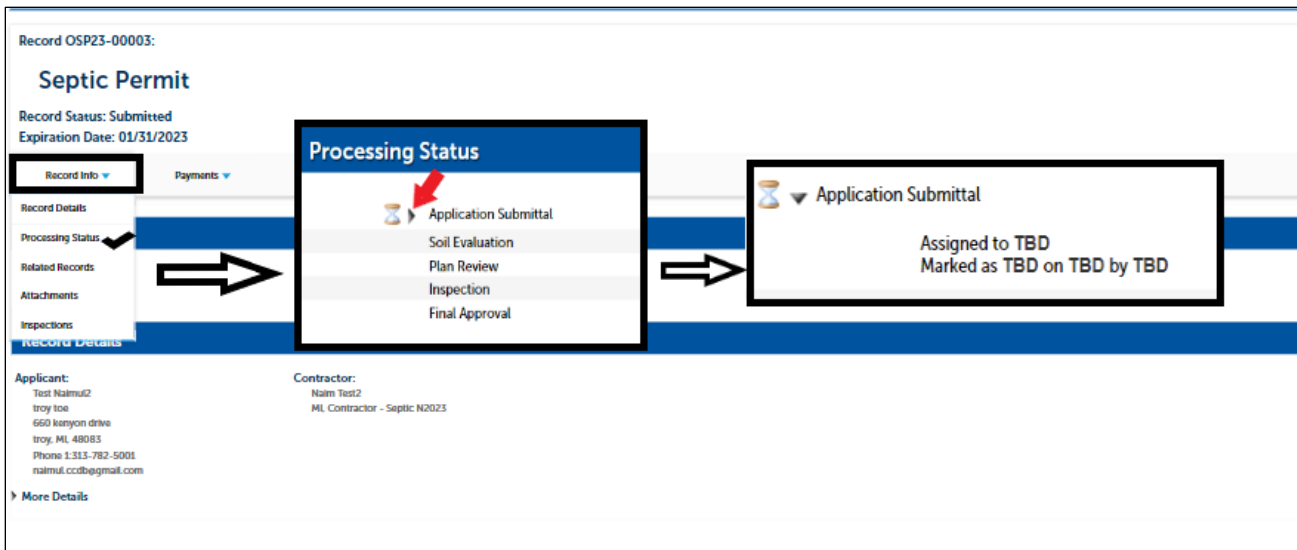 Record OSP23-00003:
Septic Permit
Record Status: Submitted
Expiration Date: 01/31/2023
Record Info
Payments
Record Details
Processing Status
Related Records
Attachments
Inspections
Processing Status
Application Submittal
Soil Evaluation
Plan Review
Inspection
Final Approval
Application Submittal
Assigned to TBD
Marked as TBD on TBD by TBD
Record Details
Applicant:
Test Naimul2
troy toe
660 kenyon drive
troy, MI, 48083
Phone 1:313-782-5001
naimul.ccdb@gmail.com
Contractor:
Naim Test2
MI, Contractor - Septic N2023
More Details